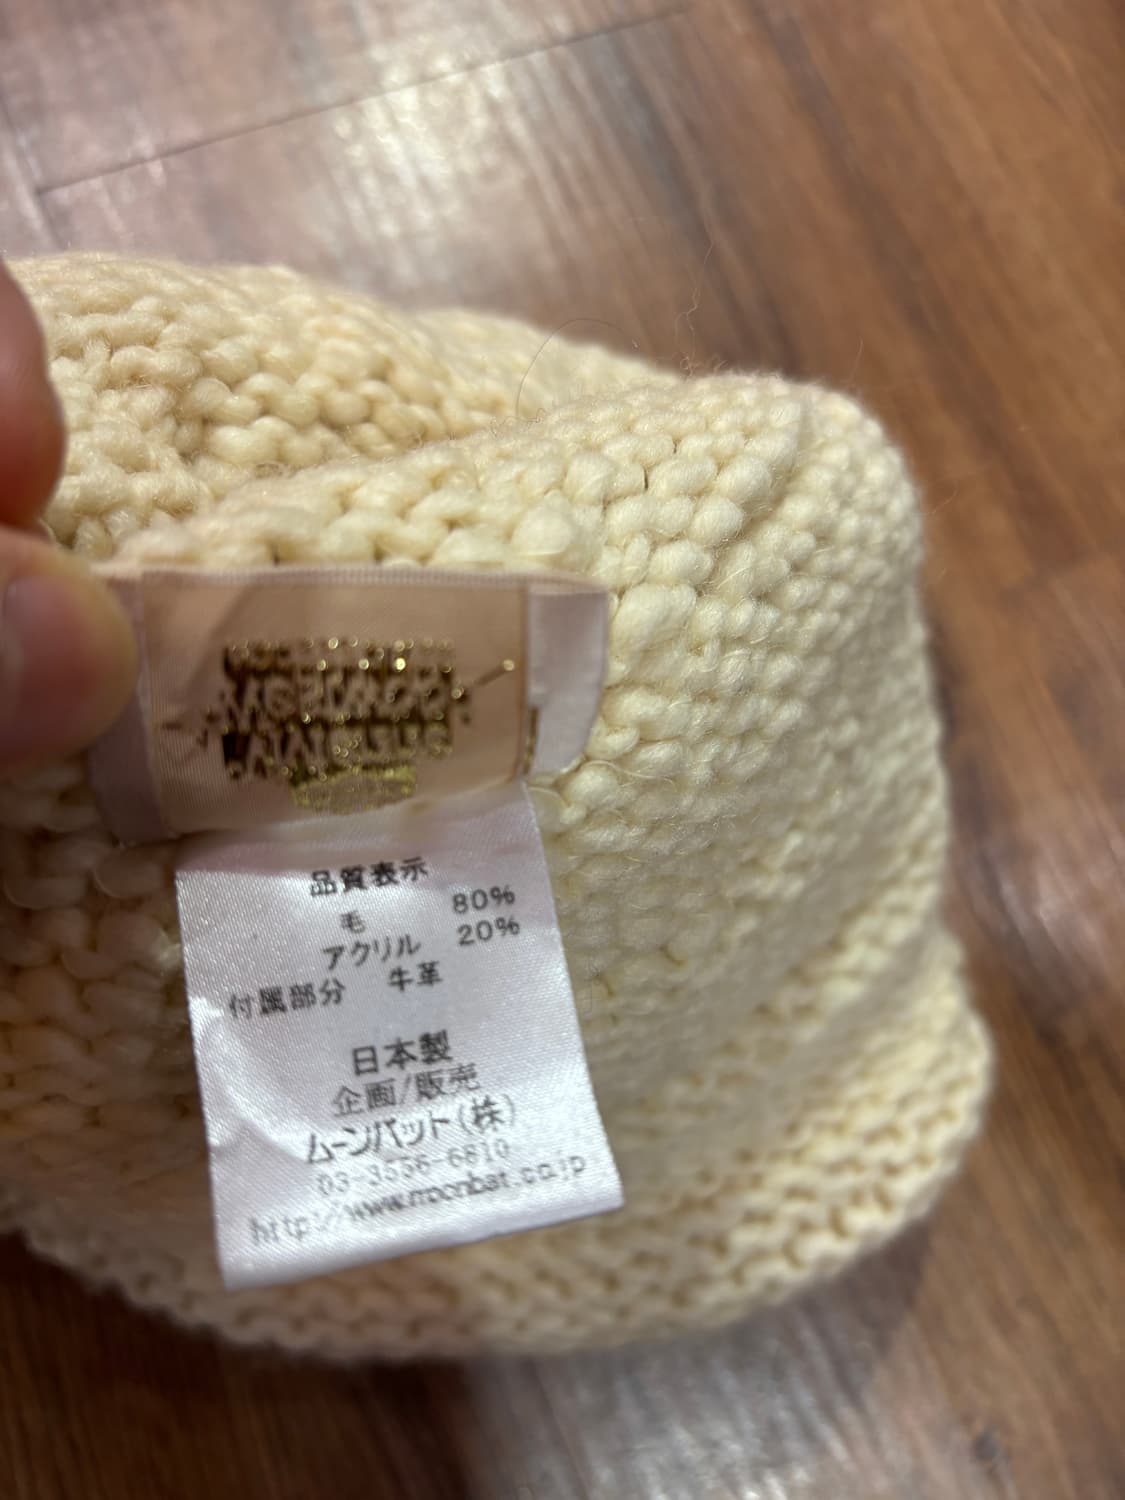 品質表示
毛 80%
アクリル 20%
付属部分 牛革
日本製
企画/販売
ムーンバット(株)
03-3556-6810
http://www.moonbat.co.jp